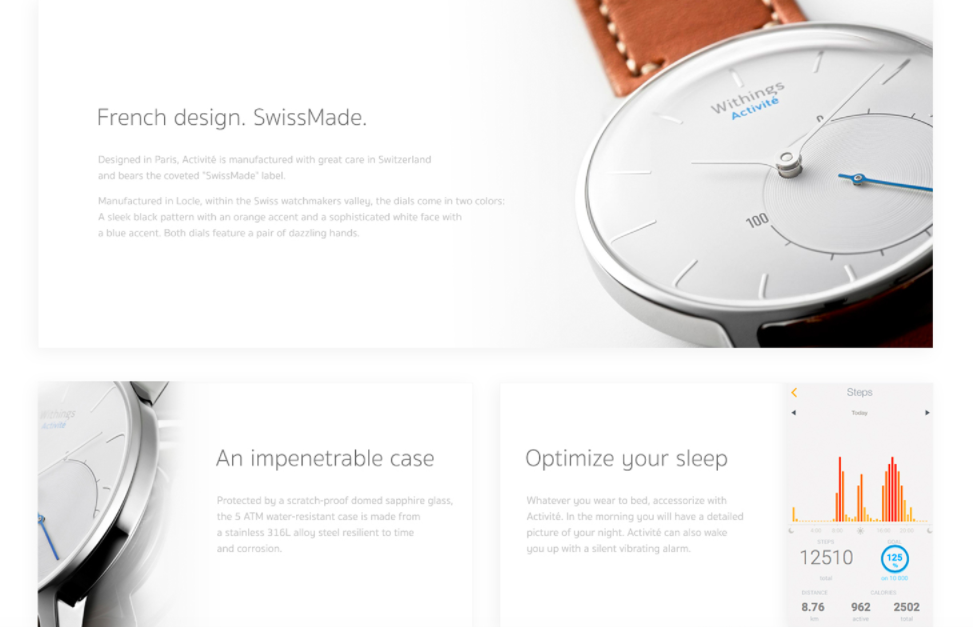 Withings
Activité
100
French design. SwissMade.
Designed in Paris, Activité is manufactured with great care in Switzerland
and bears the coveted "SwissMade" label.
Manufactured in Locle, within the Swiss watchmakers valley, the dials come in two colors:
A sleek black pattern with an orange accent and a sophisticated white face with
a blue accent. Both dials feature a pair of dazzling hands.
Withings
Activité
An impenetrable case
Protected by a scratch-proof domed sapphire glass,
the 5 ATM water-resistant case is made from
a stainless 316L alloy steel resilient to time
and corrosion.
Optimize your sleep
Whatever you wear to bed, accessorize with
Activité. In the morning you will have a detailed
picture of your night. Activité can also wake
you up with a silent vibrating alarm.
Steps
Today
STEPS
GOAL
12510
125
%
total
on 10 000
DISTANCE
CALORIES
8.76
962
2502
km
active
total